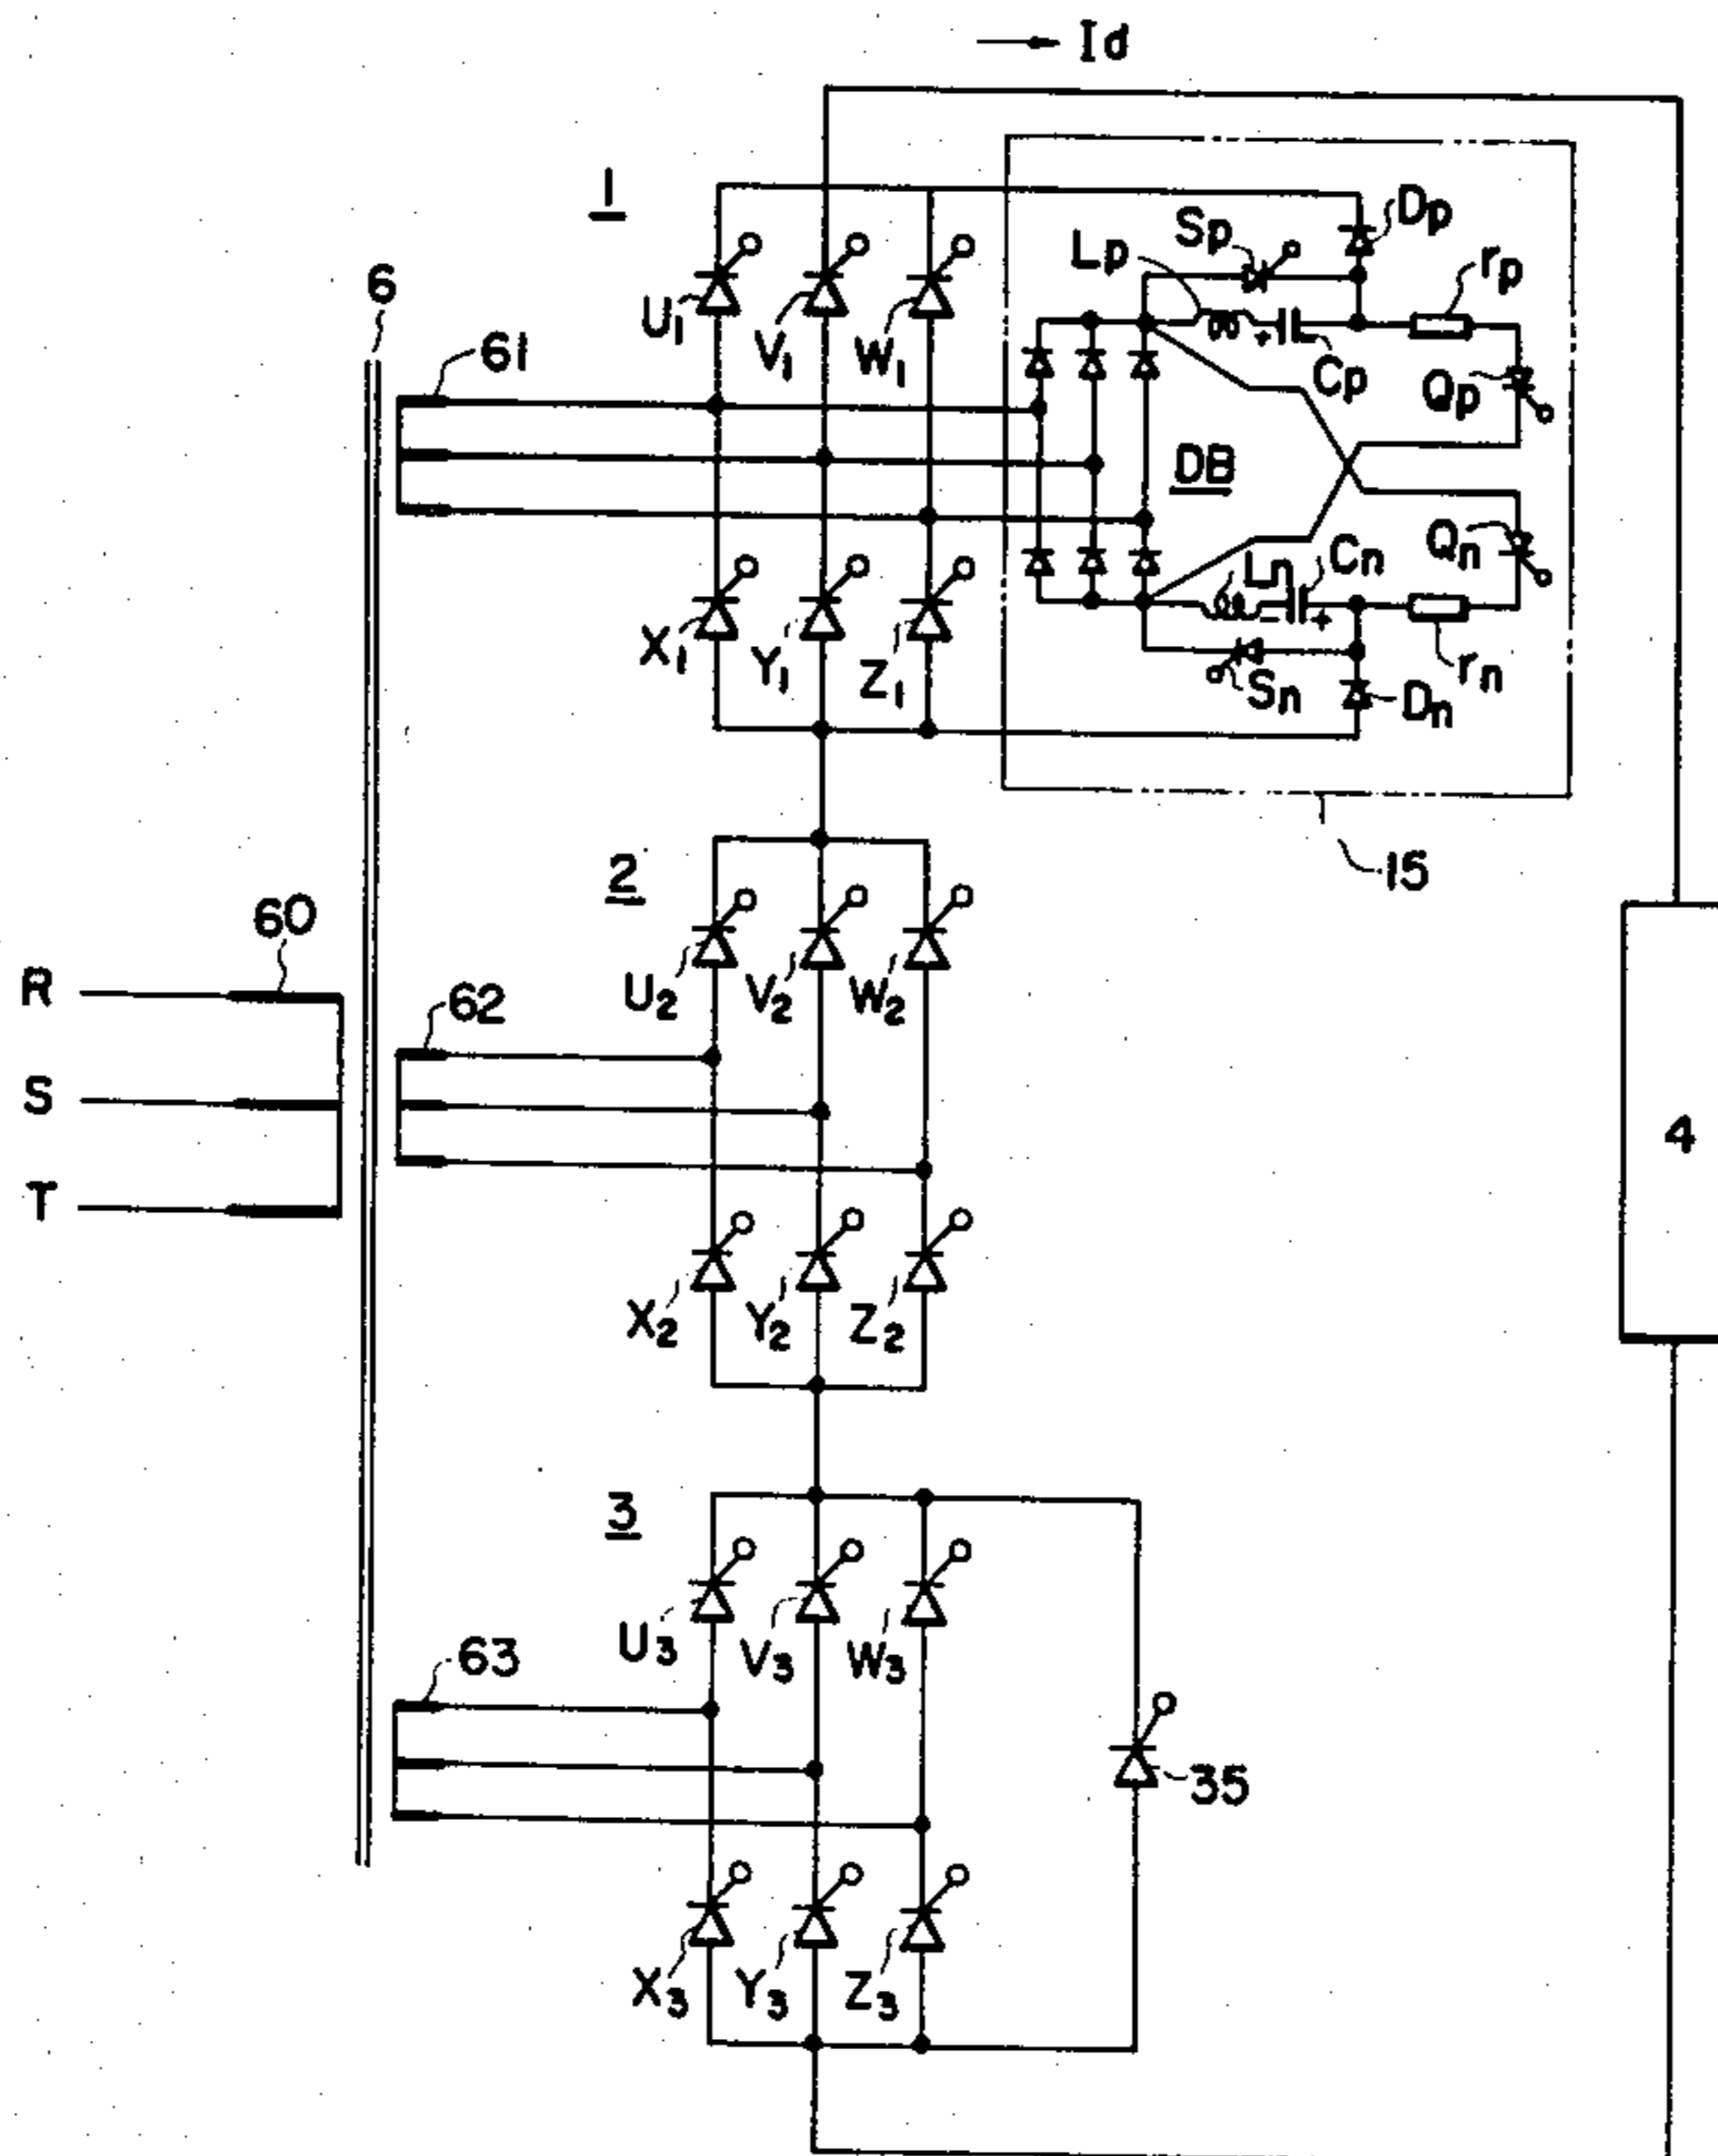 Id
1
Dp
Sp
Lp
rp
6
U1
V1
W1
61
Cp
Qp
DB
Qn
Ln
Cn
X1
Y1
Z1
Sn
rn
Dn
15
2
60
R
U2
V2
W2
62
S
4
T
X2
Y2
Z2
3
U3
V3
W3
63
35
X3
Y3
Z3
+
-
+